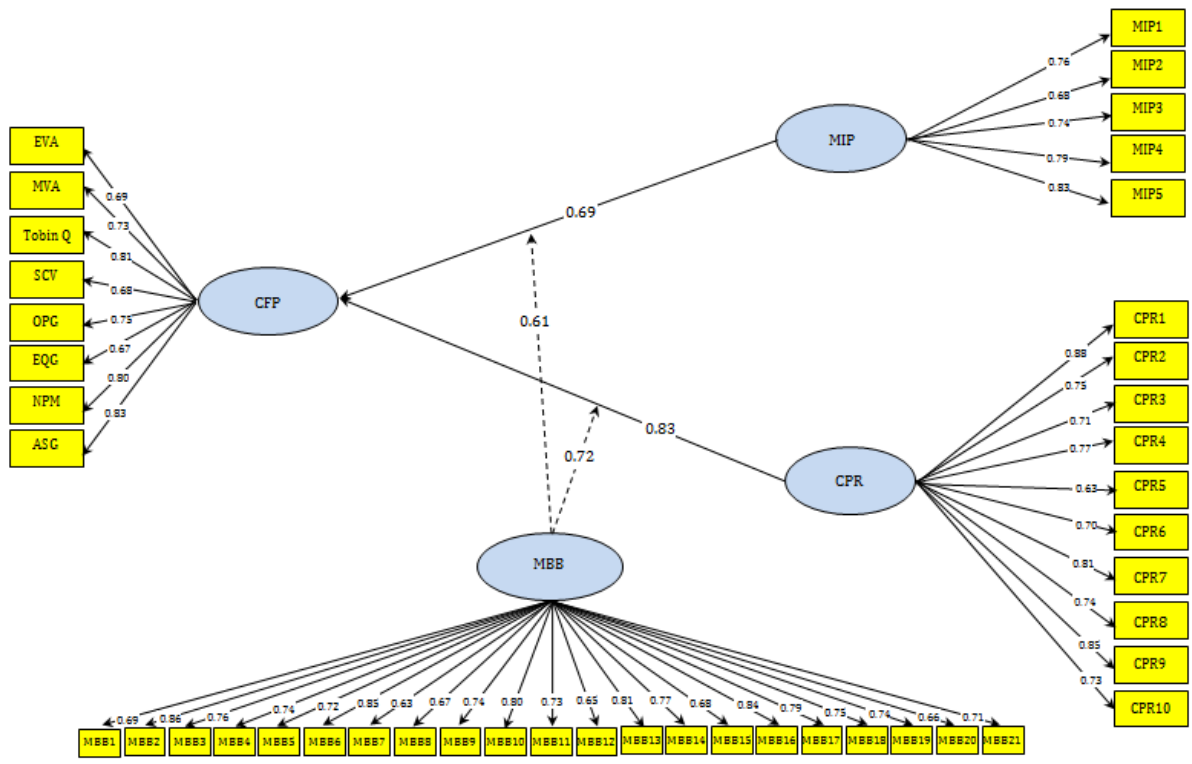 MIP1
0.76
MIP2
0.68
MIP3
0.74
MIP4
0.79
MIP5
0.83
MIP
EVA
0.69
MVA
0.73
Tobin Q
0.81
SCV
0.68
OPG
0.75
EQG
0.67
NPM
0.80
ASG
0.83
CFP
0.69
0.61
0.83
0.72
CPR
CPR1
0.88
CPR2
0.75
CPR3
0.71
CPR4
0.77
CPR5
0.63
CPR6
0.70
CPR7
0.81
CPR8
0.74
CPR9
0.85
CPR10
0.73
MBB
0.69 0.86 0.76 0.74 0.72 0.85 0.63 0.67 0.74 0.80 0.73 0.65 0.81 0.77 0.68 0.84 0.79 0.75 0.74 0.66 0.71
MBB1 MBB2 MBB3 MBB4 MBB5 MBB6 MBB7 MBB8 MBB9 MBB10 MBB11 MBB12 MBB13 MBB14 MBB15 MBB16 MBB17 MBB18 MBB19 MBB20 MBB21